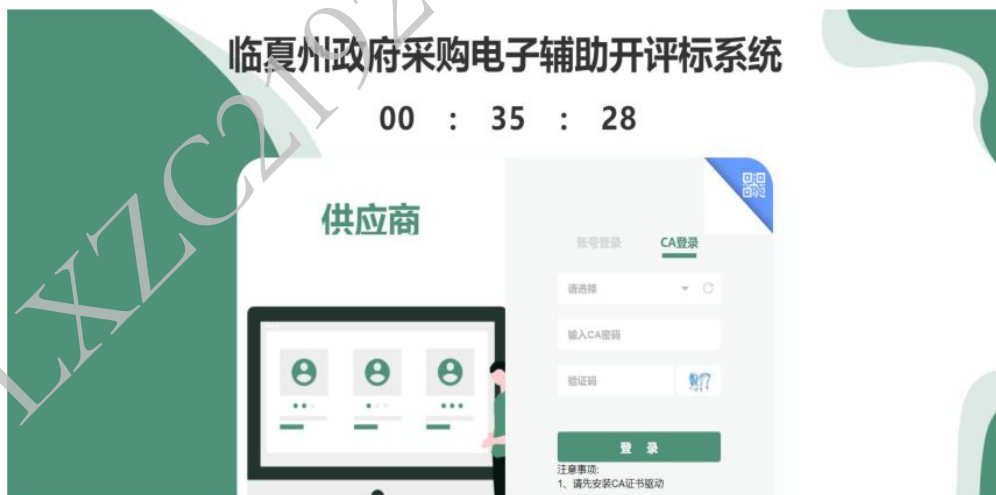 临夏州政府采购电子辅助开评标系统
00 : 35 : 28
供应商
账号登录 CA登录
请选择
输入CA密码
验证码
登 录
注意事项:
1、请先安装CA证书驱动
LXZC2192